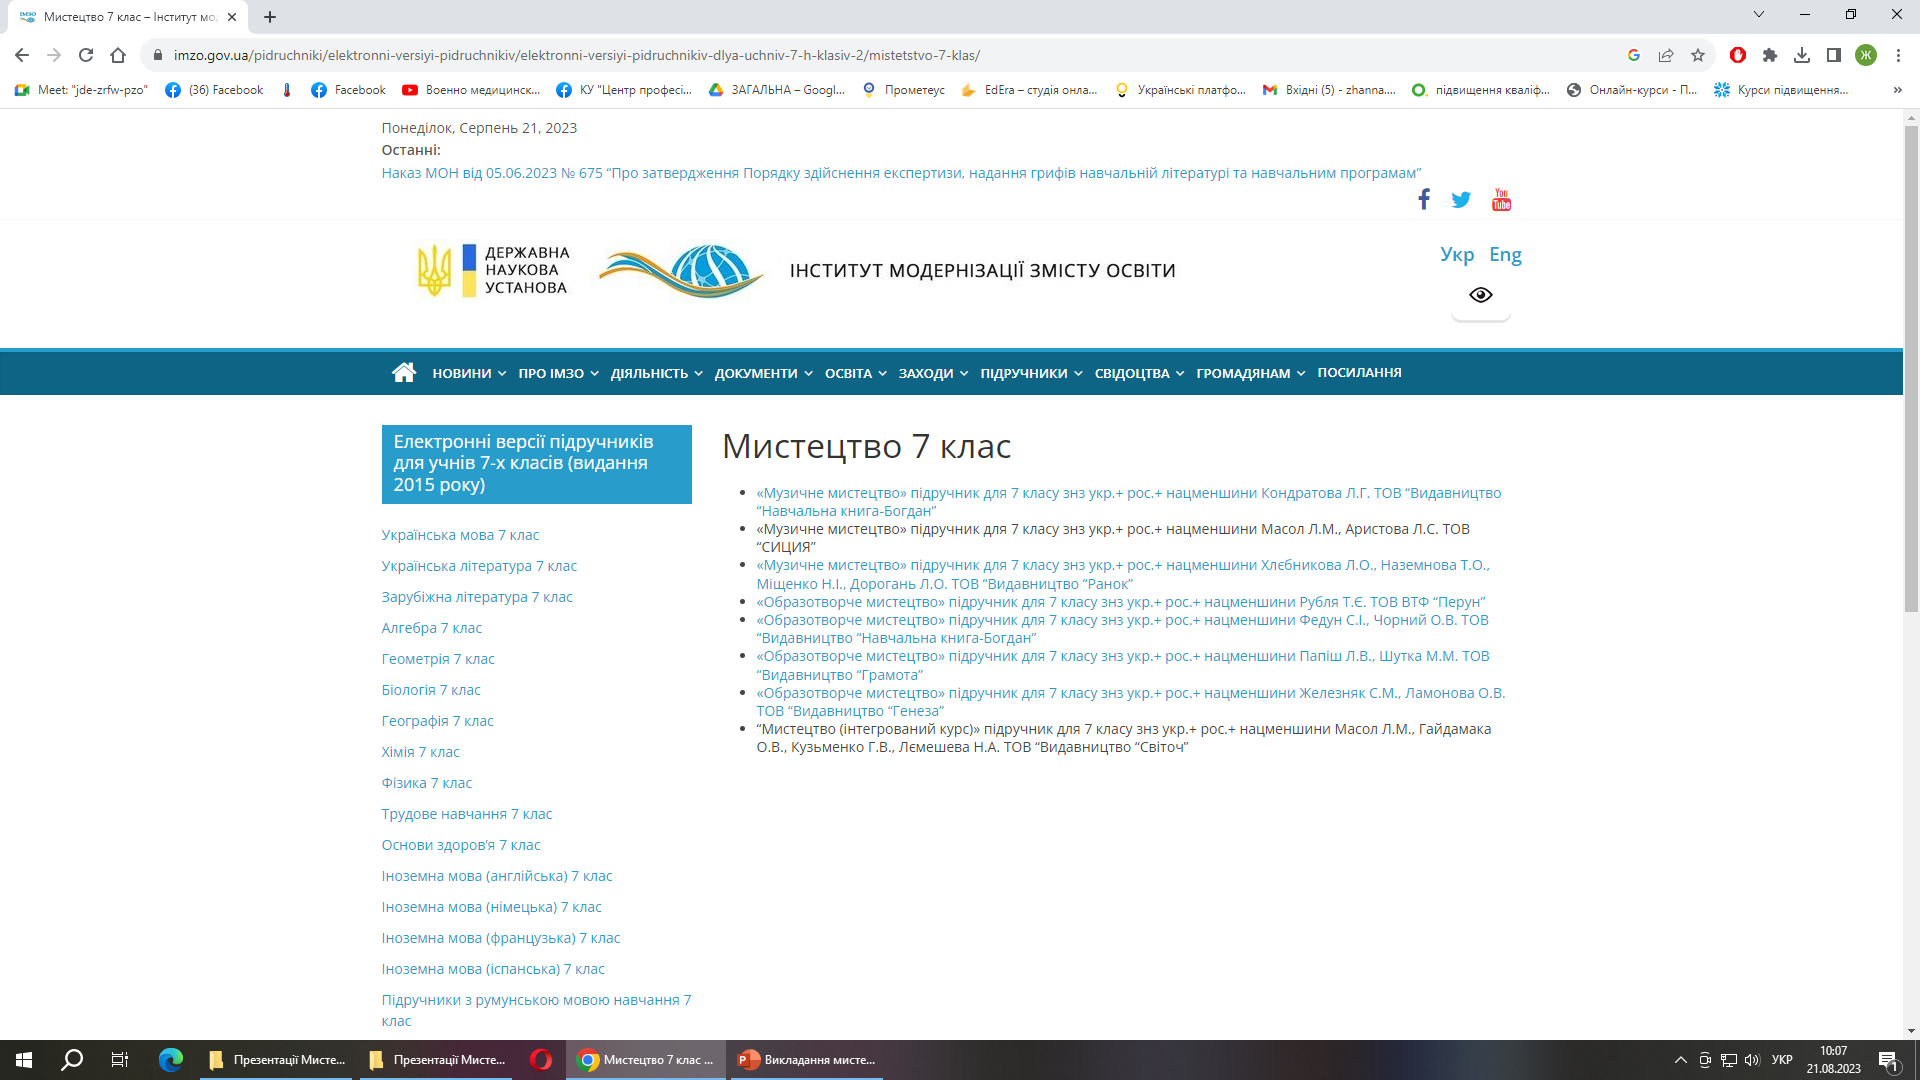 Мистецтво 7 клас – Інститут мо
imzo.gov.ua/pidruchniki/elektronni-versiyi-pidruchnikiv/elektronni-versiyi-pidruchnikiv-dlya-uchniv-7-h-klasiv-2/mistetstvo-7-klas/
Ж
Meet: "jde-zrfw-pzo"
(36) Facebook
Facebook
Военно медицинск...
КУ "Центр професі...
ЗАГАЛЬНА – Googl...
Прометеус
EdEra – студія онла...
Українські платфо...
Вхідні (5) - zhanna....
підвищення кваліф...
Онлайн-курси - П...
Курси підвищення...
Понеділок, Серпень 21, 2023
Останні:
Наказ МОН від 05.06.2023 № 675 “Про затвердження Порядку здійснення експертизи, надання грифів навчальній літературі та навчальним програмам”
You
Tube
ДЕРЖАВНА
НАУКОВА
УСТАНОВА
ІНСТИТУТ МОДЕРНІЗАЦІЇ ЗМІСТУ ОСВІТИ
Укр Eng
НОВИНИ ПРО ІМЗО ДІЯЛЬНІСТЬ ДОКУМЕНТИ ОСВІТА ЗАХОДИ ПІДРУЧНИКИ СВІДОЦТВА ГРОМАДЯНАМ ПОСИЛАННЯ
Електронні версії підручників
для учнів 7-х класів (видання
2015 року)
Українська мова 7 клас
Українська література 7 клас
Зарубіжна література 7 клас
Алгебра 7 клас
Геометрія 7 клас
Біологія 7 клас
Географія 7 клас
Хімія 7 клас
Фізика 7 клас
Трудове навчання 7 клас
Основи здоров’я 7 клас
Іноземна мова (англійська) 7 клас
Іноземна мова (німецька) 7 клас
Іноземна мова (французька) 7 клас
Іноземна мова (іспанська) 7 клас
Підручники з румунською мовою навчання 7
клас
Мистецтво 7 клас
«Музичне мистецтво» підручник для 7 класу знз укр.+ рос.+ нацменшини Кондратова Л.Г. ТОВ “Видавництво
“Навчальна книга-Богдан”
«Музичне мистецтво» підручник для 7 класу знз укр.+ рос.+ нацменшини Масол Л.М., Аристова Л.С. ТОВ
“СИЦИЯ”
«Музичне мистецтво» підручник для 7 класу знз укр.+ рос.+ нацменшини Хлєбникова Л.О., Наземнова Т.О.,
Міщенко Н.І., Дорогань Л.О. ТОВ “Видавництво “Ранок”
«Образотворче мистецтво» підручник для 7 класу знз укр.+ рос.+ нацменшини Рубля Т.Є. ТОВ ВТФ “Перун”
«Образотворче мистецтво» підручник для 7 класу знз укр.+ рос.+ нацменшини Федун С.І., Чорний О.В. ТОВ
“Видавництво “Навчальна книга-Богдан”
«Образотворче мистецтво» підручник для 7 класу знз укр.+ рос.+ нацменшини Папіш Л.В., Шутка М.М. ТОВ
“Видавництво “Грамота”
«Образотворче мистецтво» підручник для 7 класу знз укр.+ рос.+ нацменшини Железняк С.М., Ламонова О.В.
ТОВ “Видавництво “Генеза”
“Мистецтво (інтегрований курс)» підручник для 7 класу знз укр.+ рос.+ нацменшини Масол Л.М., Гайдамака
О.В., Кузьменко Г.В., Лємешева Н.А. ТОВ “Видавництво “Світоч”
Презентації Мисте...
Презентації Мисте...
Мистецтво 7 клас ...
Викладання мисте...
УКР
10:07
21.08.2023
1